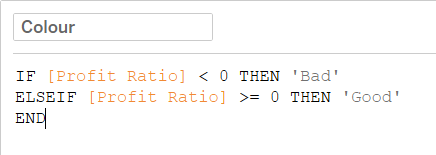 Colour
IF [Profit Ratio] < 0 THEN 'Bad'
ELSEIF [Profit Ratio] >= 0 THEN 'Good'
END